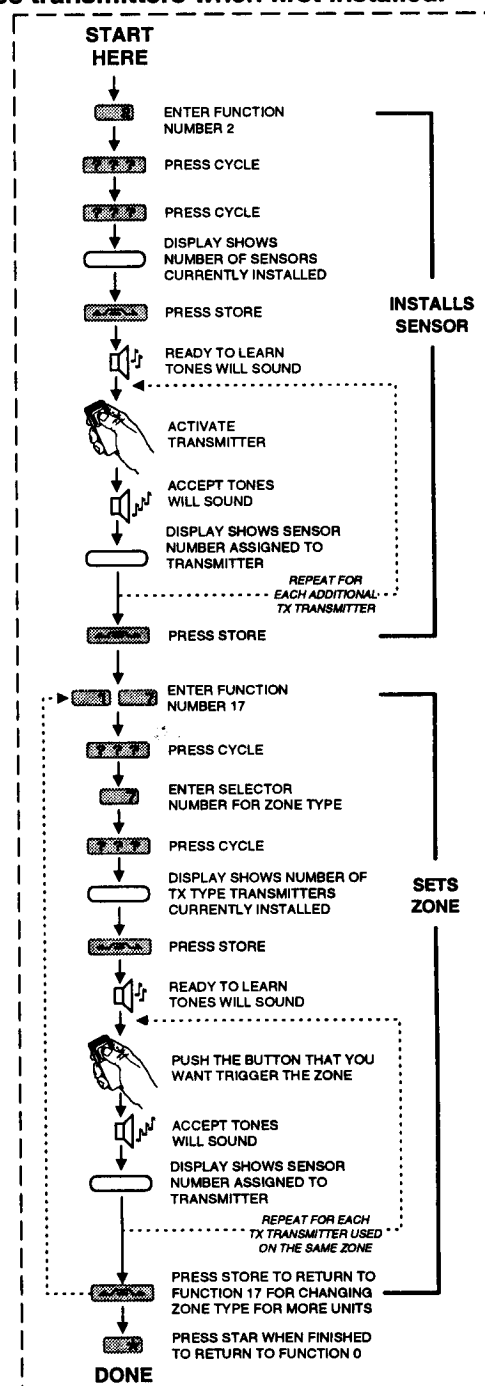 transmitters when first installed.
START
HERE
2
ENTER FUNCTION
NUMBER 2
? ? ?
PRESS CYCLE
? ? ?
PRESS CYCLE
DISPLAY SHOWS
NUMBER OF SENSORS
CURRENTLY INSTALLED
INSTALLS
SENSOR
PRESS STORE
READY TO LEARN
TONES WILL SOUND
ACTIVATE
TRANSMITTER
ACCEPT TONES
WILL SOUND
DISPLAY SHOWS SENSOR
NUMBER ASSIGNED TO
TRANSMITTER
REPEAT FOR
EACH ADDITIONAL
TX TRANSMITTER
PRESS STORE
1 7
ENTER FUNCTION
NUMBER 17
? ? ?
PRESS CYCLE
?
ENTER SELECTOR
NUMBER FOR ZONE TYPE
? ? ?
PRESS CYCLE
DISPLAY SHOWS NUMBER OF
TX TYPE TRANSMITTERS
CURRENTLY INSTALLED
SETS
ZONE
PRESS STORE
READY TO LEARN
TONES WILL SOUND
PUSH THE BUTTON THAT YOU
WANT TRIGGER THE ZONE
ACCEPT TONES
WILL SOUND
DISPLAY SHOWS SENSOR
NUMBER ASSIGNED TO
TRANSMITTER
REPEAT FOR EACH
TX TRANSMITTER USED
ON THE SAME ZONE
PRESS STORE TO RETURN TO
FUNCTION 17 FOR CHANGING
ZONE TYPE FOR MORE UNITS
*
PRESS STAR WHEN FINISHED
TO RETURN TO FUNCTION 0
DONE